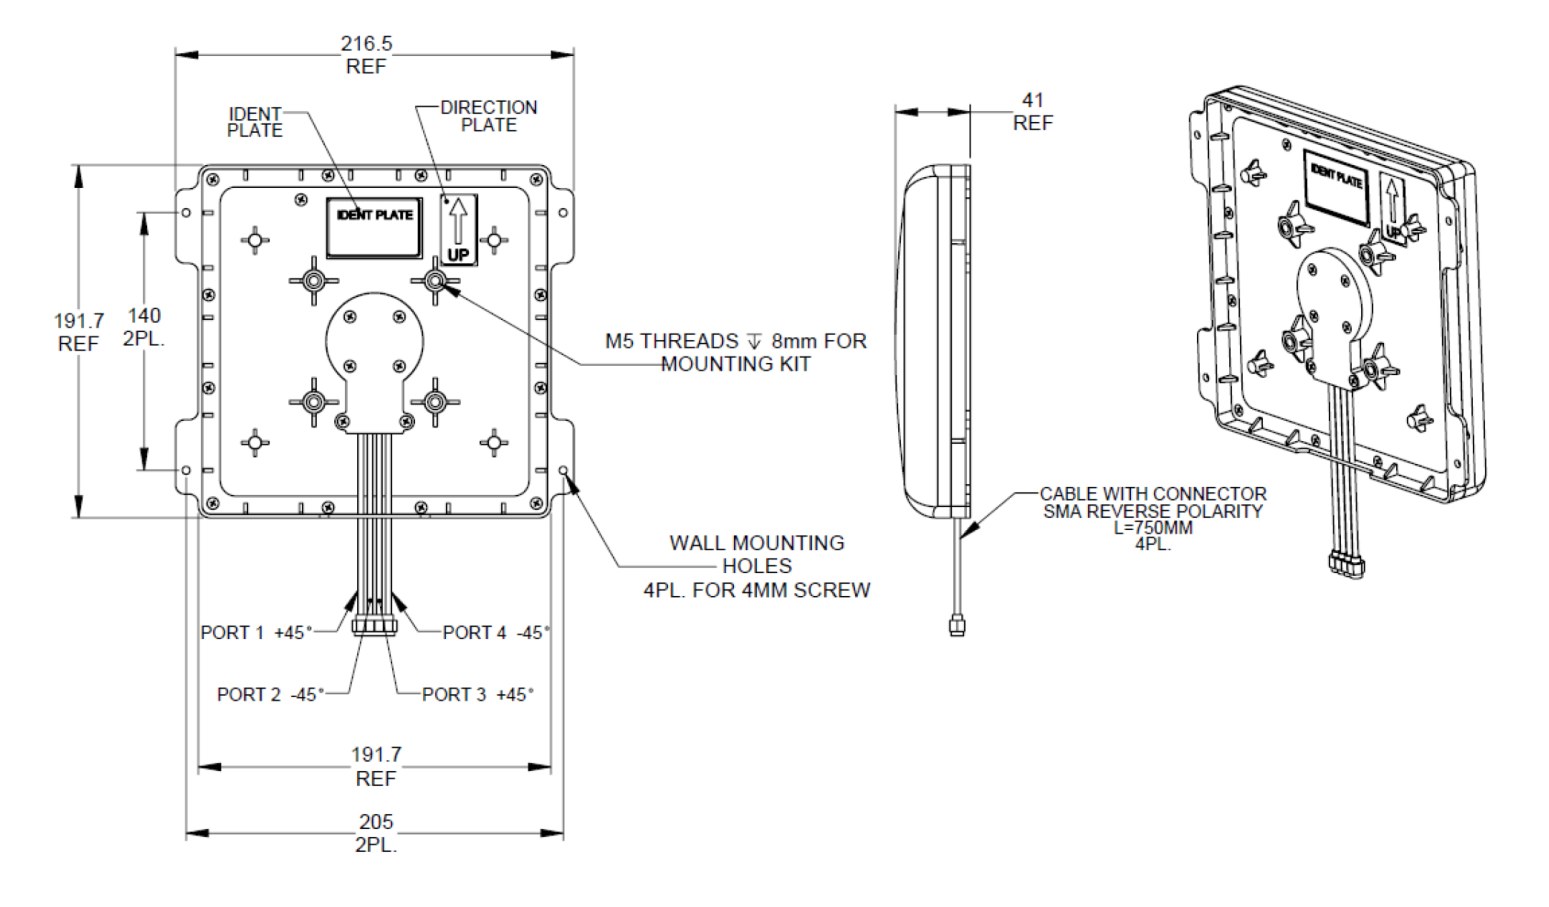 216.5
REF
IDENT
PLATE
DIRECTION
PLATE
IDENT PLATE
UP
191.7
REF
140
2PL.
M5 THREADS ↧ 8mm FOR
MOUNTING KIT
WALL MOUNTING
HOLES
4PL. FOR 4MM SCREW
PORT 1 +45°
PORT 4 -45°
PORT 2 -45°
PORT 3 +45°
191.7
REF
205
2PL.
41
REF
CABLE WITH CONNECTOR
SMA REVERSE POLARITY
L=750MM
4PL.
IDENT PLATE
UP